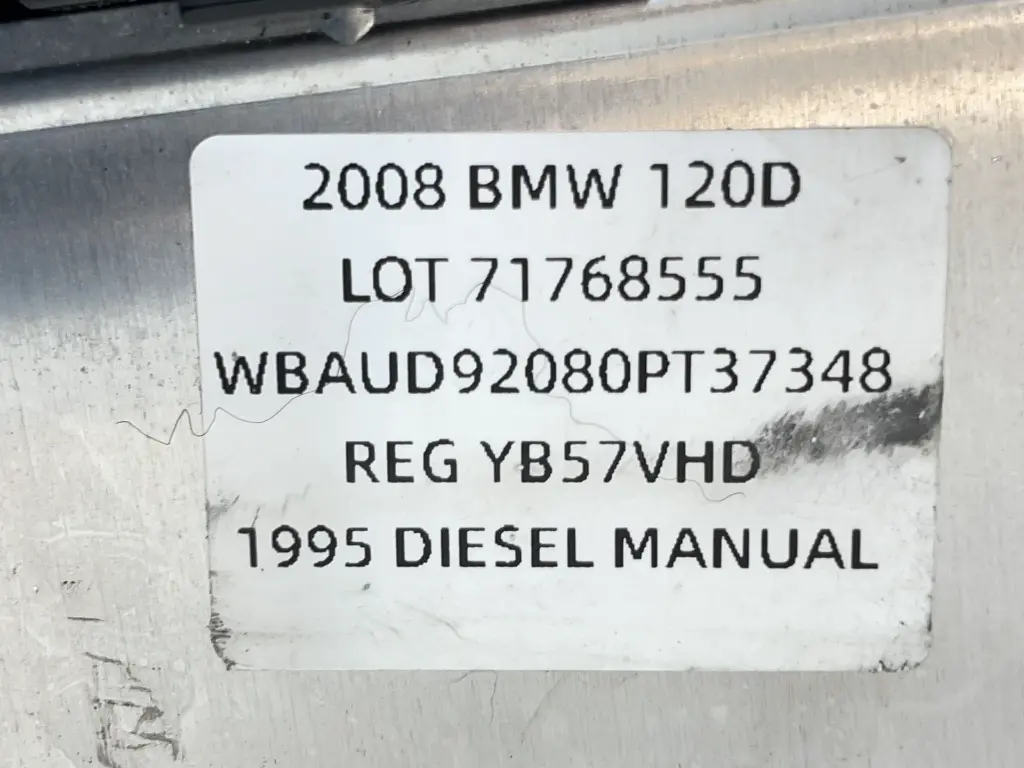 2008 BMW 120D
LOT 71768555
WBAUD92080PT37348
REG YB57VHD
1995 DIESEL MANUAL